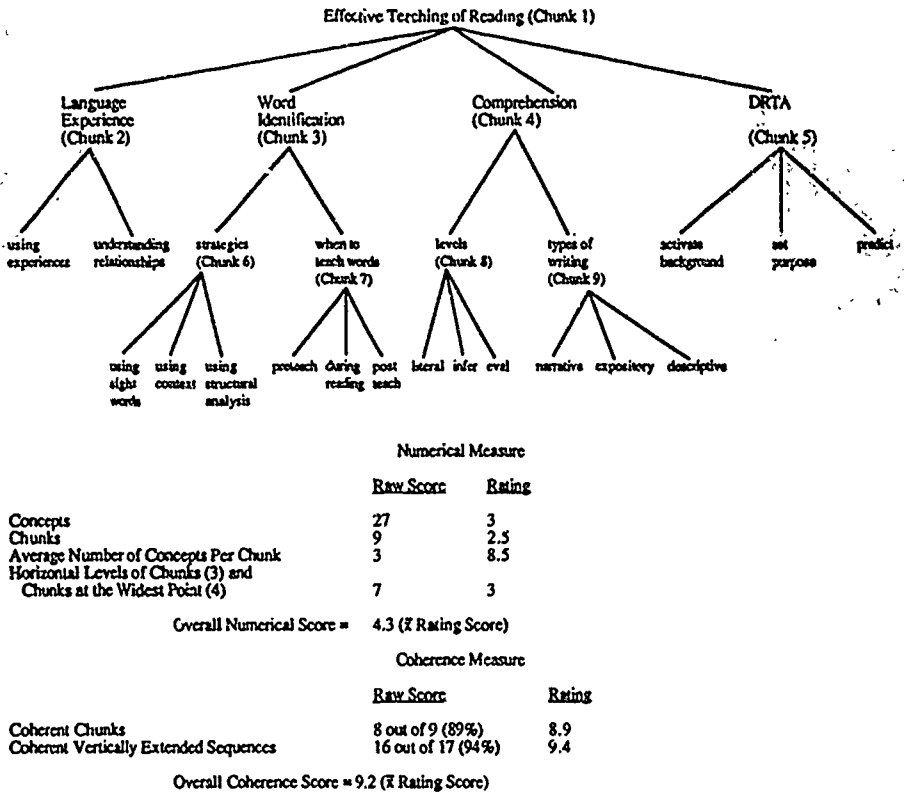 Effective Terching of Reading (Chunk 1)
Language Experience (Chunk 2)
Word Identification (Chunk 3)
Comprehension (Chunk 4)
DRTA (Chunk 5)
using experiences
understanding relationships
strategies (Chunk 6)
when to teach words (Chunk 7)
levels (Chunk 8)
types of writing (Chunk 9)
activate background
set purpose
predict
using sight words
using context
using structural analysis
preteach
during reading
post teach
literal
infer
eval
narrative
expository
descriptive
Numerical Measure
Raw Score Rating
Concepts 27 3
Chunks 9 2.5
Average Number of Concepts Per Chunk 3 8.5
Horizontal Levels of Chunks (3) and
Chunks at the Widest Point (4) 7 3
Overall Numerical Score = 4.3 (x̄ Rating Score)
Coherence Measure
Raw Score Rating
Coherent Chunks 8 out of 9 (89%) 8.9
Coherent Vertically Extended Sequences 16 out of 17 (94%) 9.4
Overall Coherence Score = 9.2 (x̄ Rating Score)